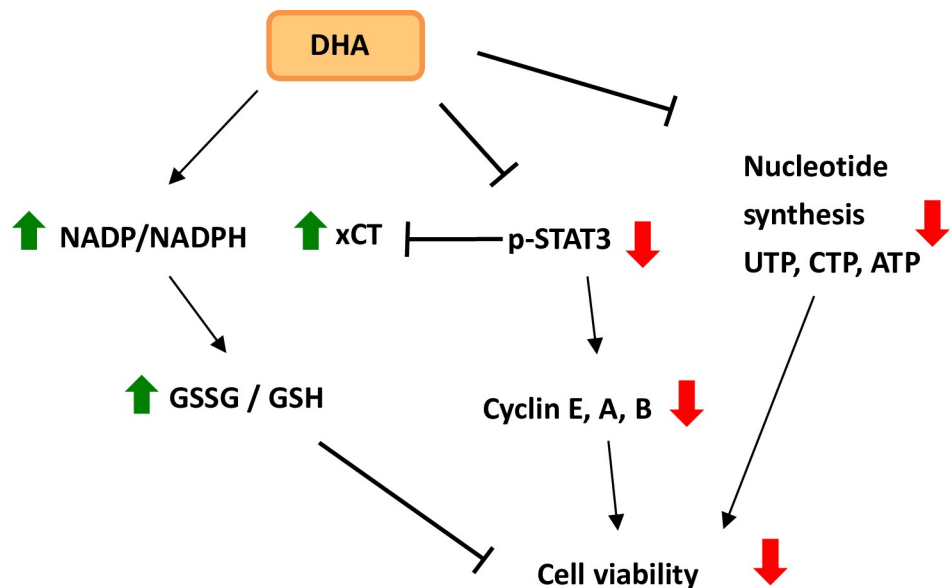 DHA
Nucleotide
synthesis
UTP, CTP, ATP
NADP/NADPH
xCT
p-STAT3
GSSG / GSH
Cyclin E, A, B
Cell viability